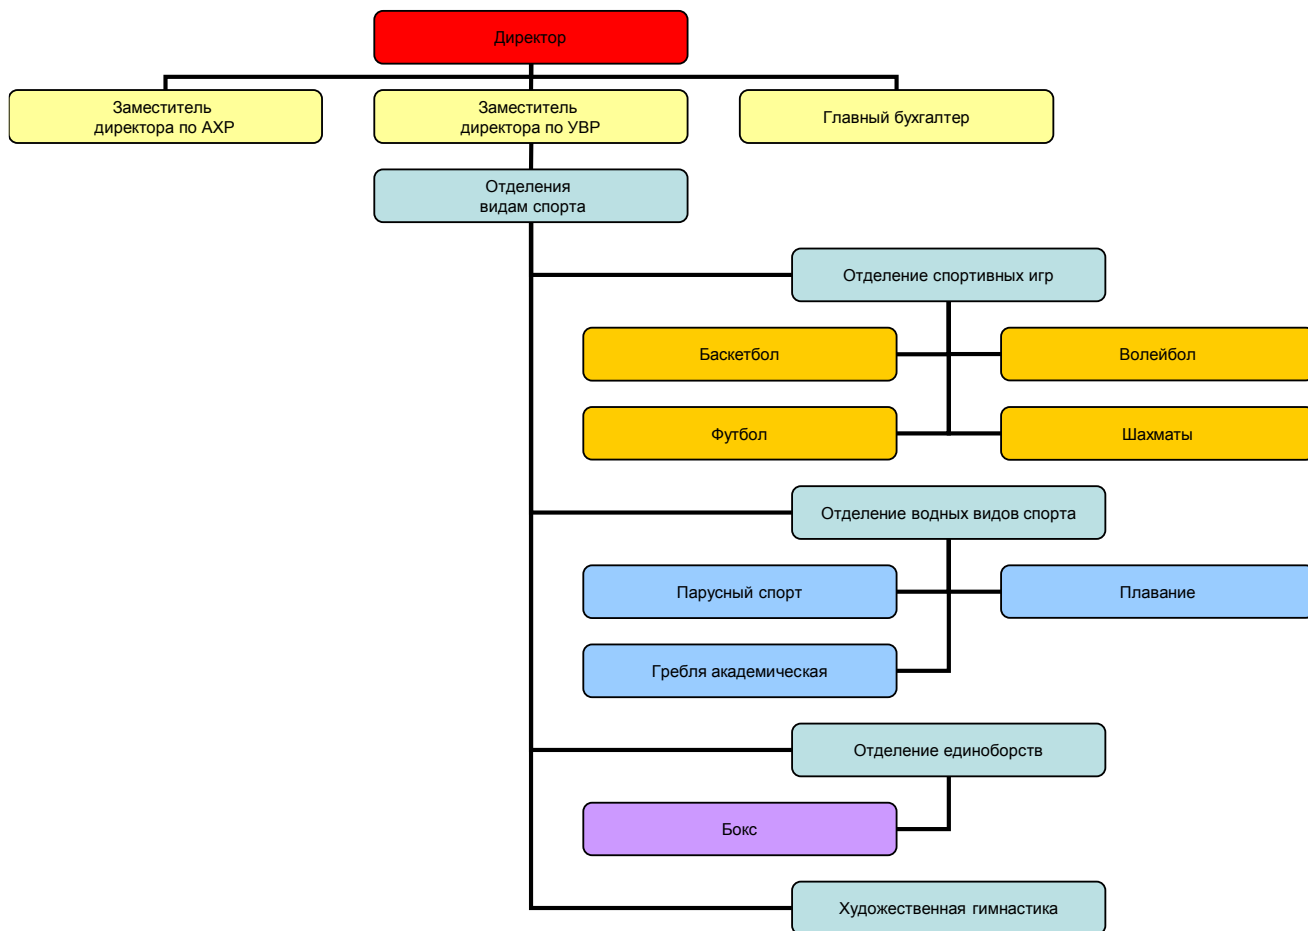 Директор
Заместитель
директора по АХР
Заместитель
директора по УВР
Главный бухгалтер
Отделения
видам спорта
Отделение спортивных игр
Баскетбол
Волейбол
Футбол
Шахматы
Отделение водных видов спорта
Парусный спорт
Плавание
Гребля академическая
Отделение единоборств
Бокс
Художественная гимнастика